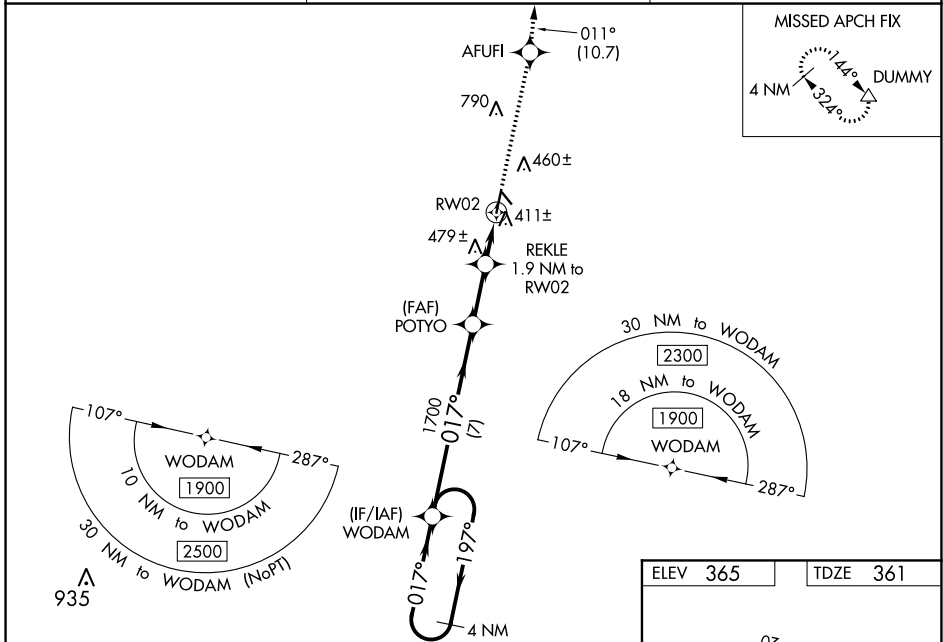 MISSED APCH FIX
144°
DUMMY
4 NM
324°
011°
(10.7)
AFUFI
790
460±
RW02
411±
479±
REKLE
1.9 NM to
RW02
(FAF)
POTYO
1700
017°
(7)
30 NM to WODAM
2300
18 NM to WODAM
1900
WODAM
107°
287°
107°
287°
WODAM
1900
10 NM to WODAM
2500
30 NM to WODAM (NoPT)
935
(IF/IAF)
WODAM
017°
197°
4 NM
ELEV 365
TDZE 361